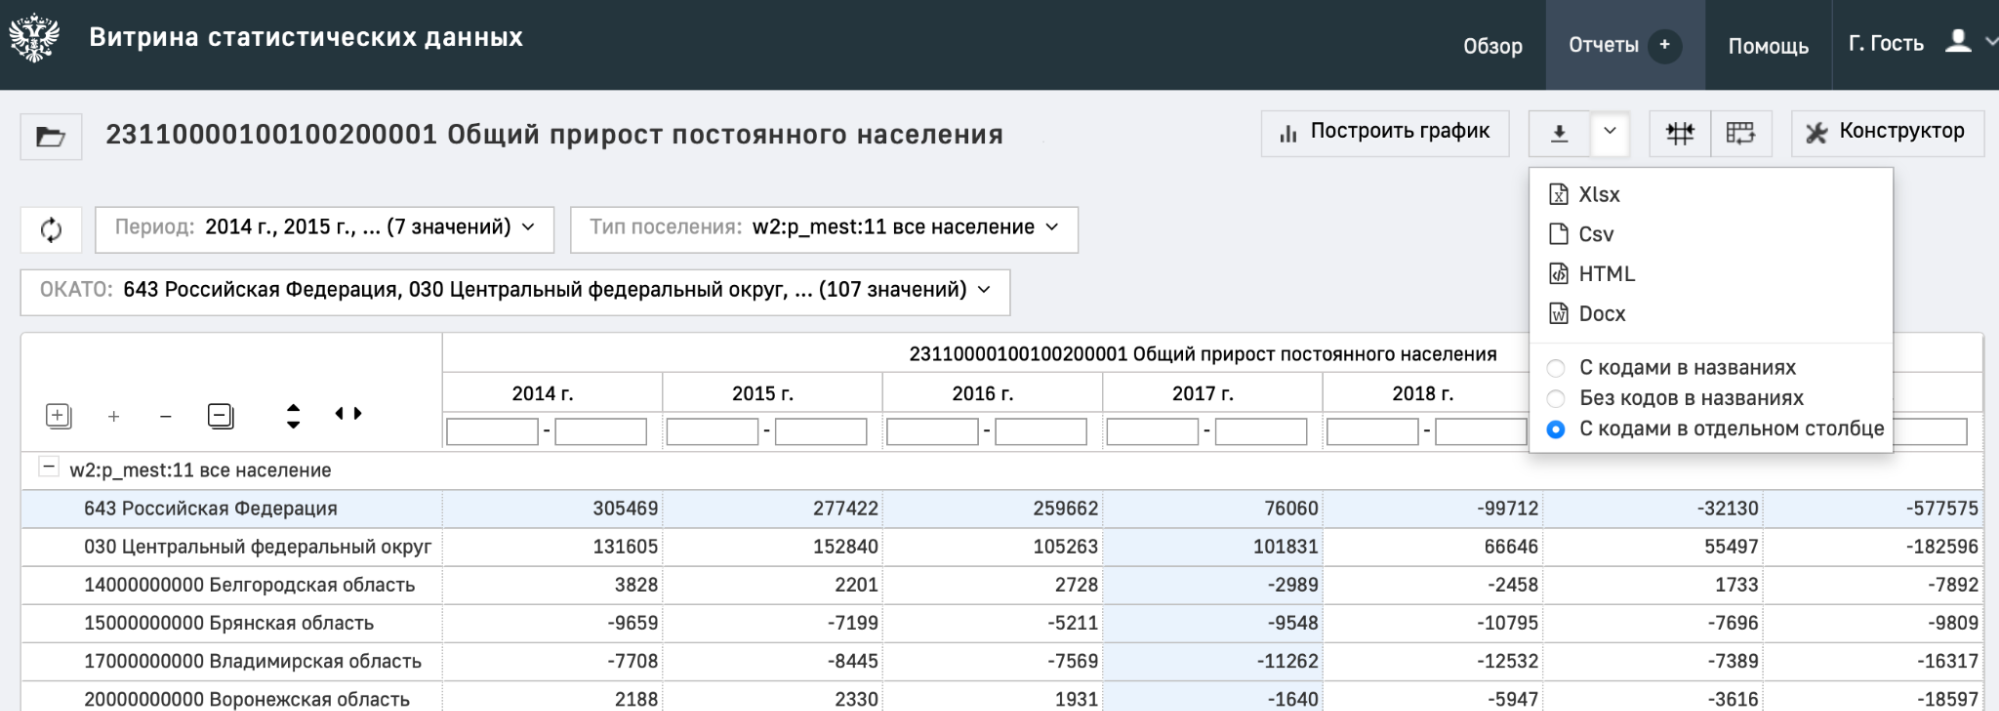 Витрина статистических данных
Обзор
Отчеты +
Помощь
Г. Гость
23110000100100200001 Общий прирост постоянного населения
Построить график
Конструктор
Период: 2014 г., 2015 г., ... (7 значений)
Тип поселения: w2:p_mest:11 все население
ОКАТО: 643 Российская Федерация, 030 Центральный федеральный округ, ... (107 значений)
Xlsx
Csv
HTML
Docx
С кодами в названиях
Без кодов в названиях
С кодами в отдельном столбце
23110000100100200001 Общий прирост постоянного населения
2014 г. 2015 г. 2016 г. 2017 г. 2018 г.
- - - - -
w2:p_mest:11 все население
643 Российская Федерация 305469 277422 259662 76060 -99712 -32130 -577575
030 Центральный федеральный округ 131605 152840 105263 101831 66646 55497 -182596
14000000000 Белгородская область 3828 2201 2728 -2989 -2458 1733 -7892
15000000000 Брянская область -9659 -7199 -5211 -9548 -10795 -7696 -9809
17000000000 Владимирская область -7708 -8445 -7569 -11262 -12532 -7389 -16317
20000000000 Воронежская область 2188 2330 1931 -1640 -5947 -3616 -18597